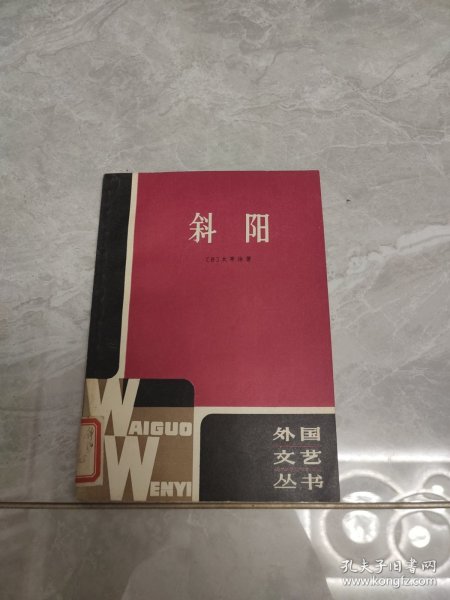 斜阳
〔日〕太宰治著
WAIGUO
WENYI
外国
文艺
丛书
孔夫子旧书网
www.kongfz.com